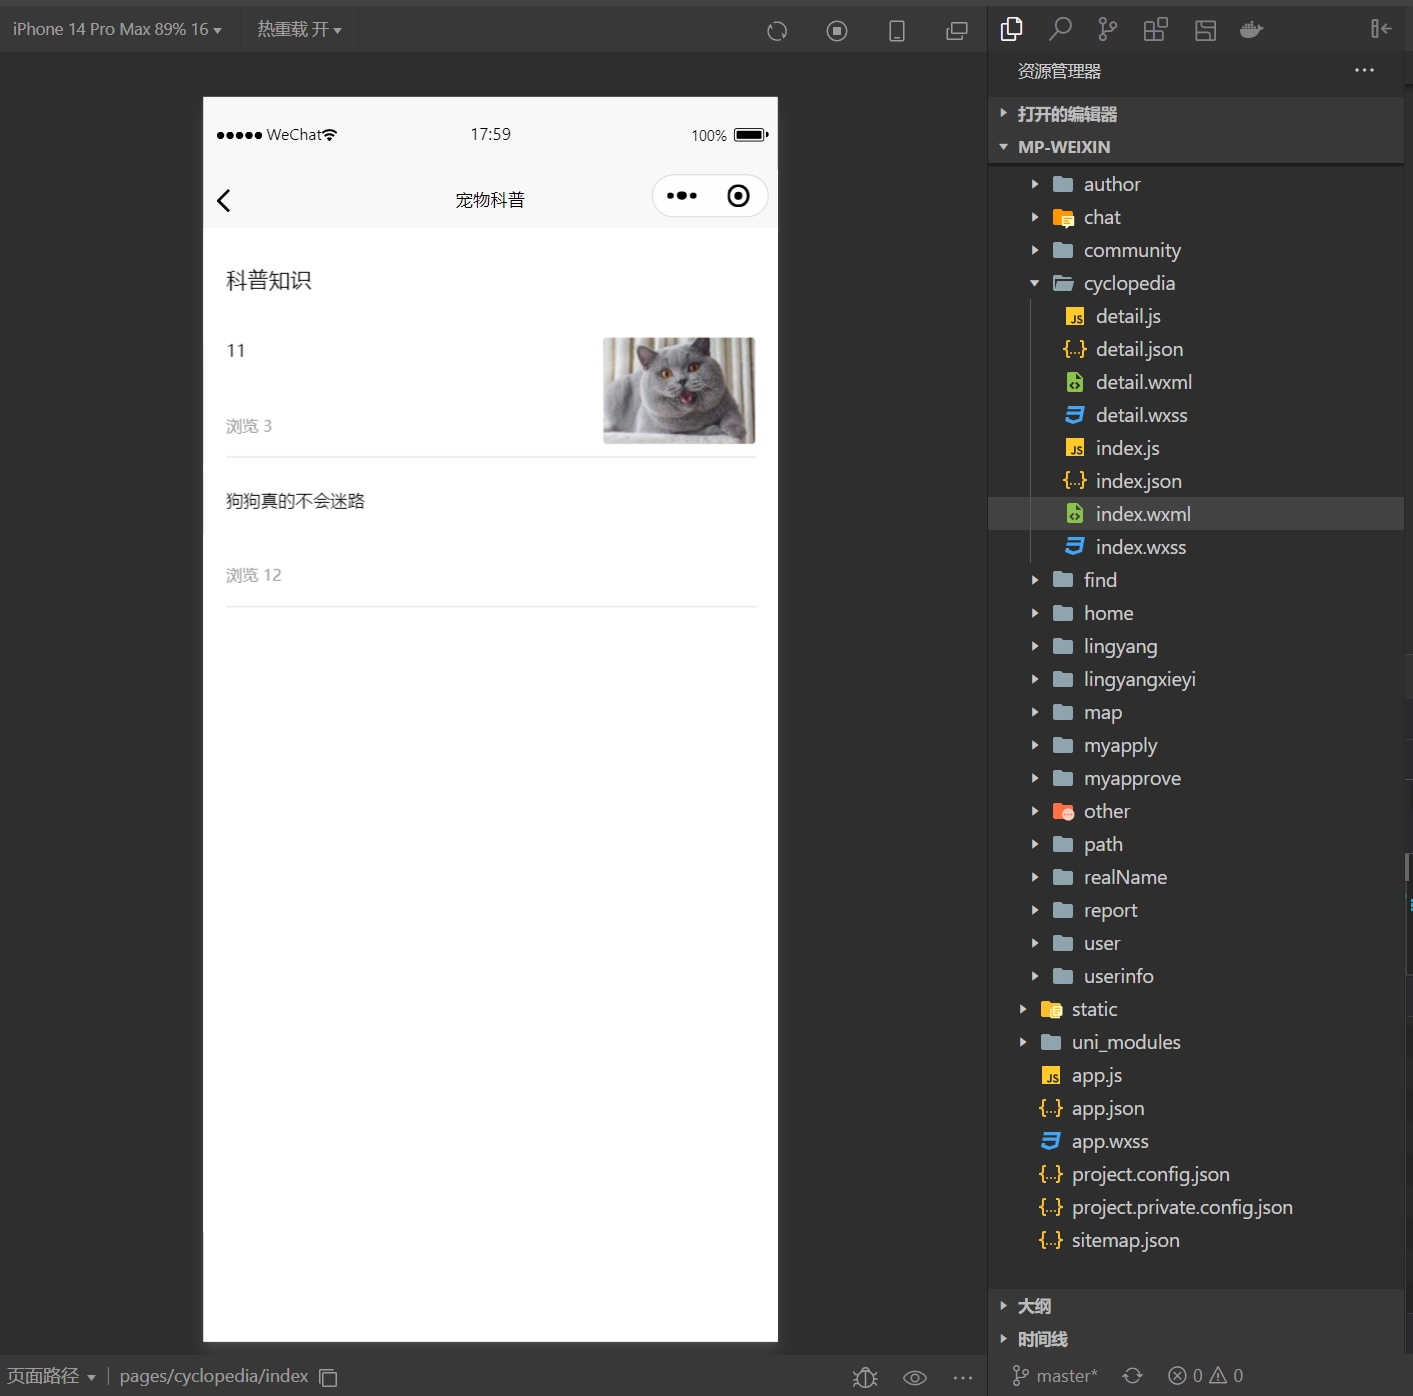 iPhone 14 Pro Max 89% 16
热重载 开
WeChat
17:59
100%
宠物科普
科普知识
11
浏览 3
狗狗真的不会迷路
浏览 12
页面路径
pages/cyclopedia/index
资源管理器
打开的编辑器
MP-WEIXIN
author
chat
community
cyclopedia
detail.js
detail.json
detail.wxml
detail.wxss
index.js
index.json
index.wxml
index.wxss
find
home
lingyang
lingyangxieyi
map
myapply
myapprove
other
path
realName
report
user
userinfo
static
uni_modules
app.js
app.json
app.wxss
project.config.json
project.private.config.json
sitemap.json
大纲
时间线
master*
0
0